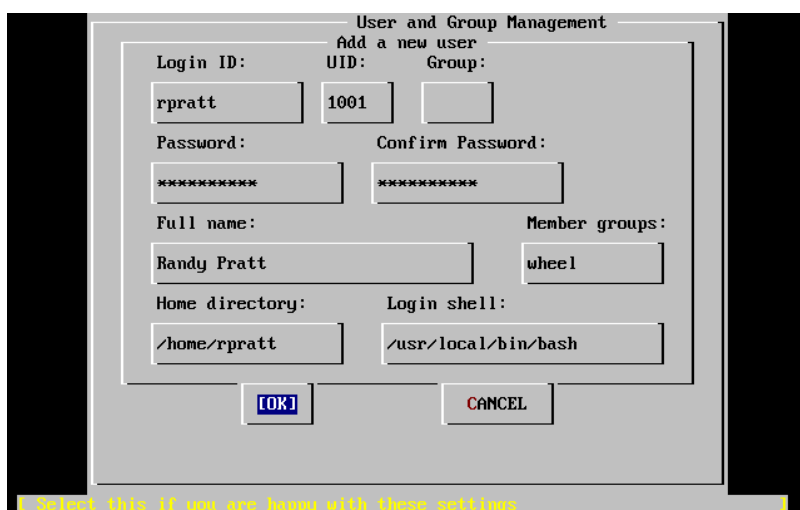 User and Group Management
Add a new user
Login ID: UID: Group:
rpratt 1001
Password: Confirm Password:
********** **********
Full name: Member groups:
Randy Pratt wheel
Home directory: Login shell:
/home/rpratt /usr/local/bin/bash
[OK] CANCEL
[ Select this if you are happy with these settings ]